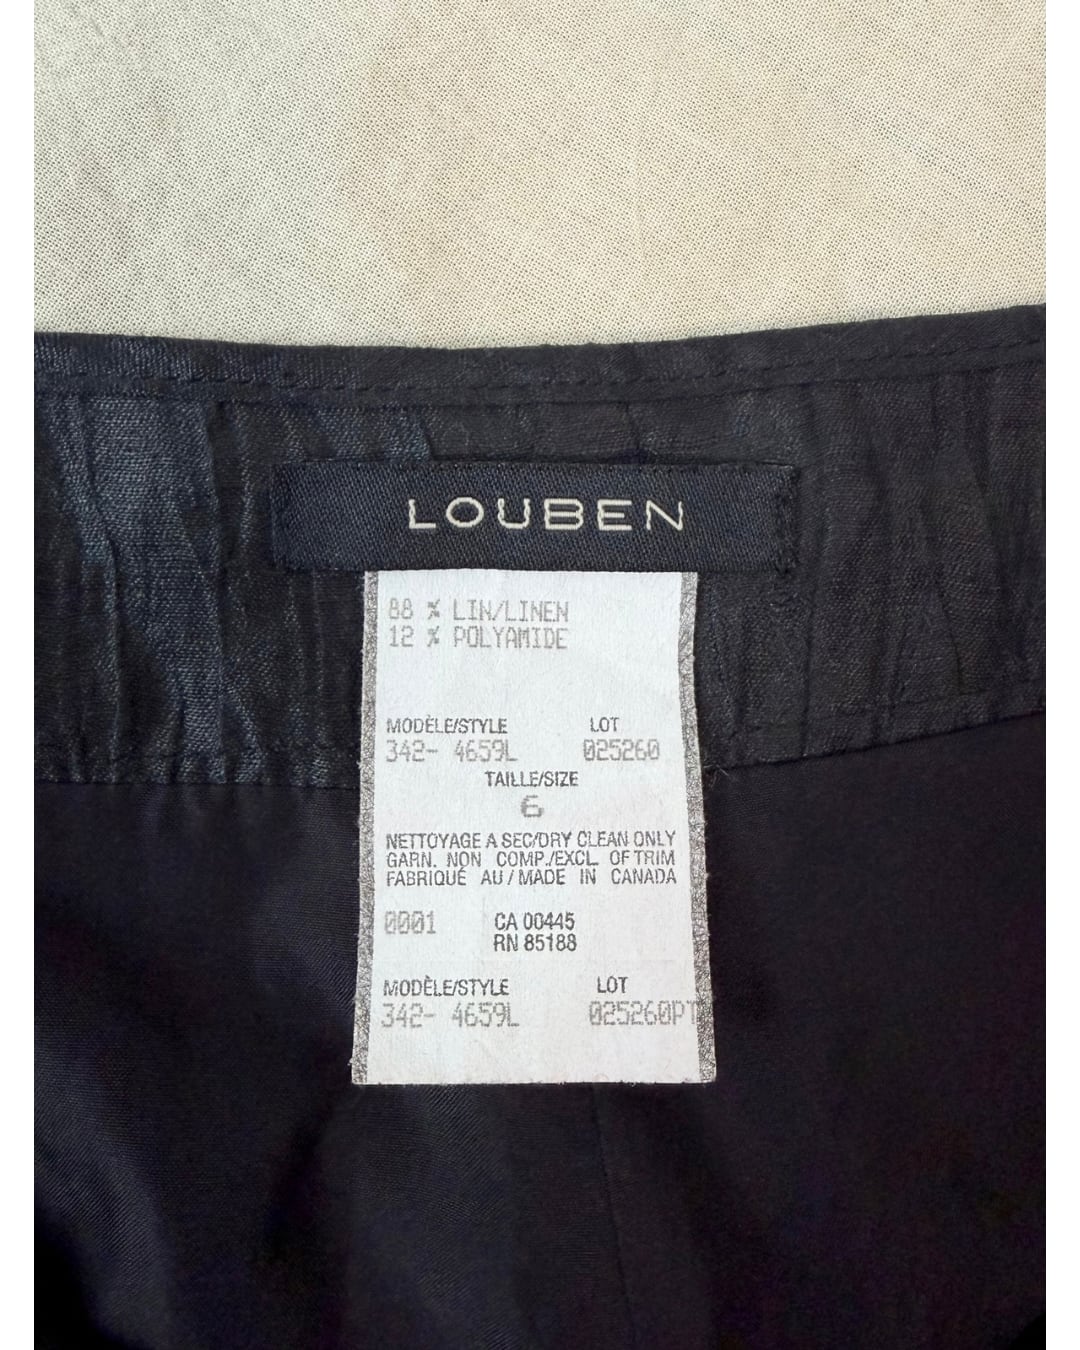 LOUBEN
88 % LIN/LINEN
12 % POLYAMIDE
MODÈLE/STYLE LOT
342- 4659L 025260
TAILLE/SIZE
6
NETTOYAGE A SEC/DRY CLEAN ONLY
GARN. NON COMP./EXCL. OF TRIM
FABRIQUÉ AU / MADE IN CANADA
0001 CA 00445
RN 85188
MODÈLE/STYLE LOT
342- 4659L 025260PT